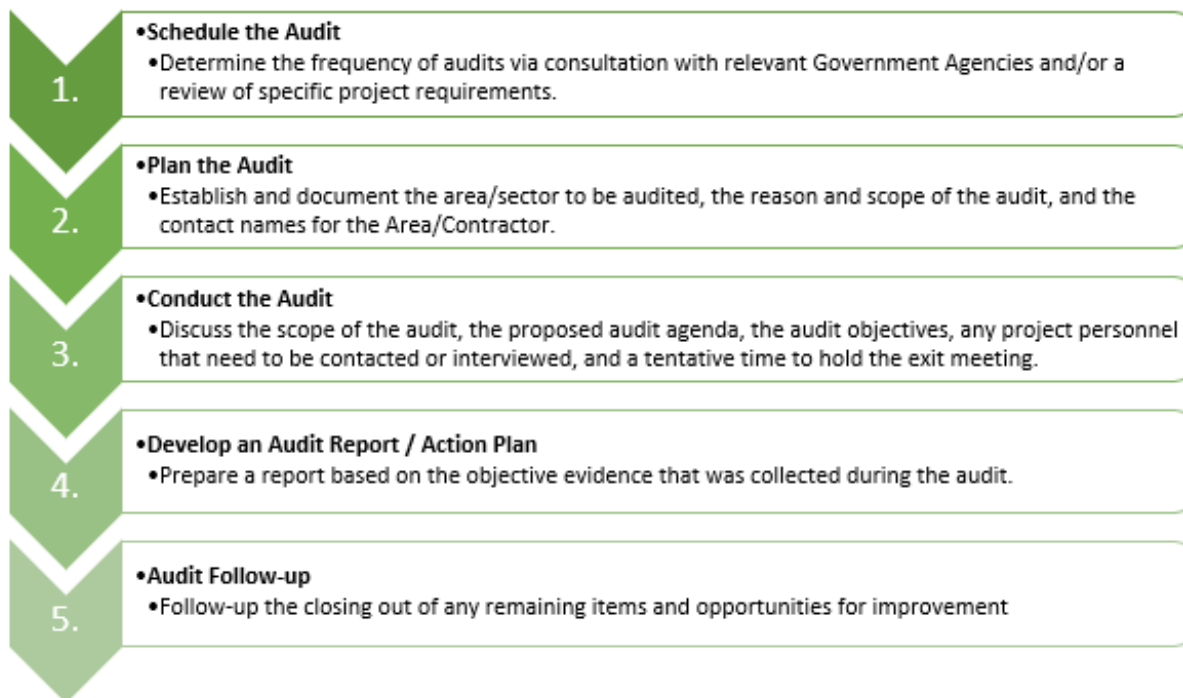 1.
•Schedule the Audit
•Determine the frequency of audits via consultation with relevant Government Agencies and/or a
review of specific project requirements.
2.
•Plan the Audit
•Establish and document the area/sector to be audited, the reason and scope of the audit, and the
contact names for the Area/Contractor.
3.
•Conduct the Audit
•Discuss the scope of the audit, the proposed audit agenda, the audit objectives, any project personnel
that need to be contacted or interviewed, and a tentative time to hold the exit meeting.
4.
•Develop an Audit Report / Action Plan
•Prepare a report based on the objective evidence that was collected during the audit.
5.
•Audit Follow-up
•Follow-up the closing out of any remaining items and opportunities for improvement